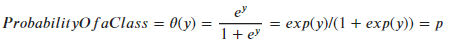 ProbabilityOfaClass = θ(y) = e^y / (1 + e^y) = exp(y)/(1 + exp(y)) = p